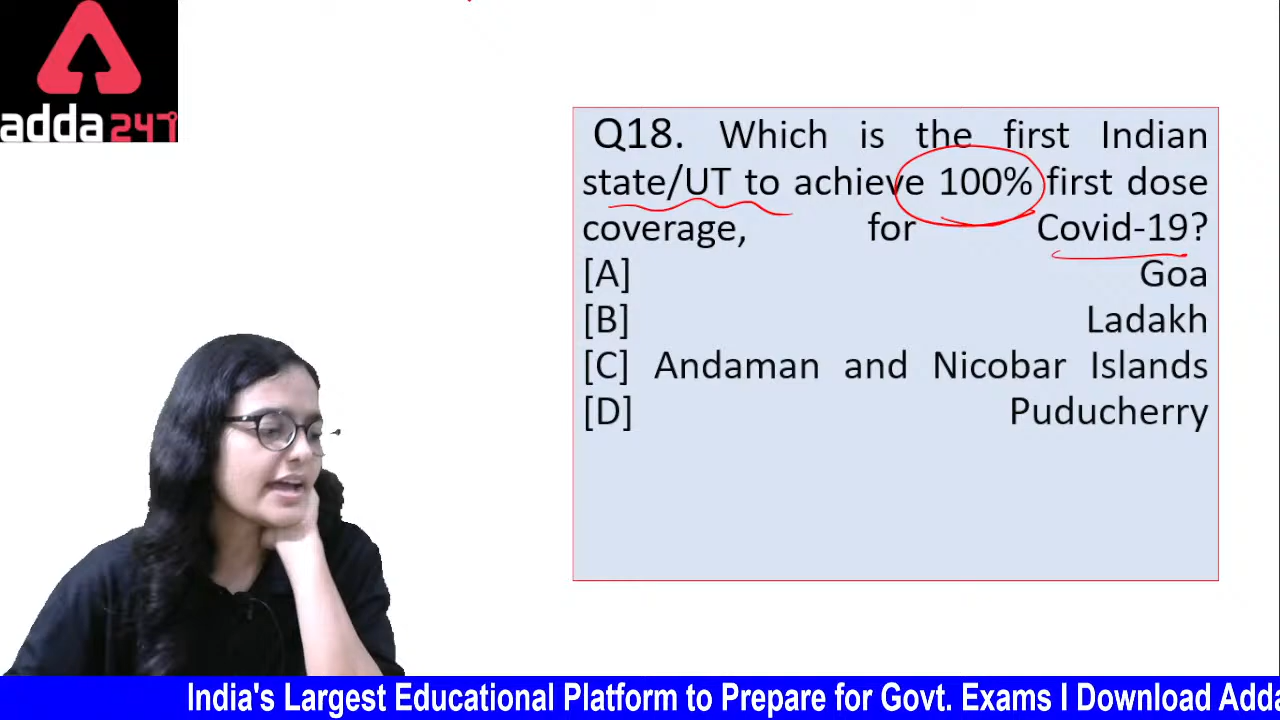 adda247
Q18. Which is the first Indian
state/UT to achieve 100% first dose
coverage, for Covid-19?
[A] Goa
[B] Ladakh
[C] Andaman and Nicobar Islands
[D] Puducherry
India's Largest Educational Platform to Prepare for Govt. Exams I Download Adda